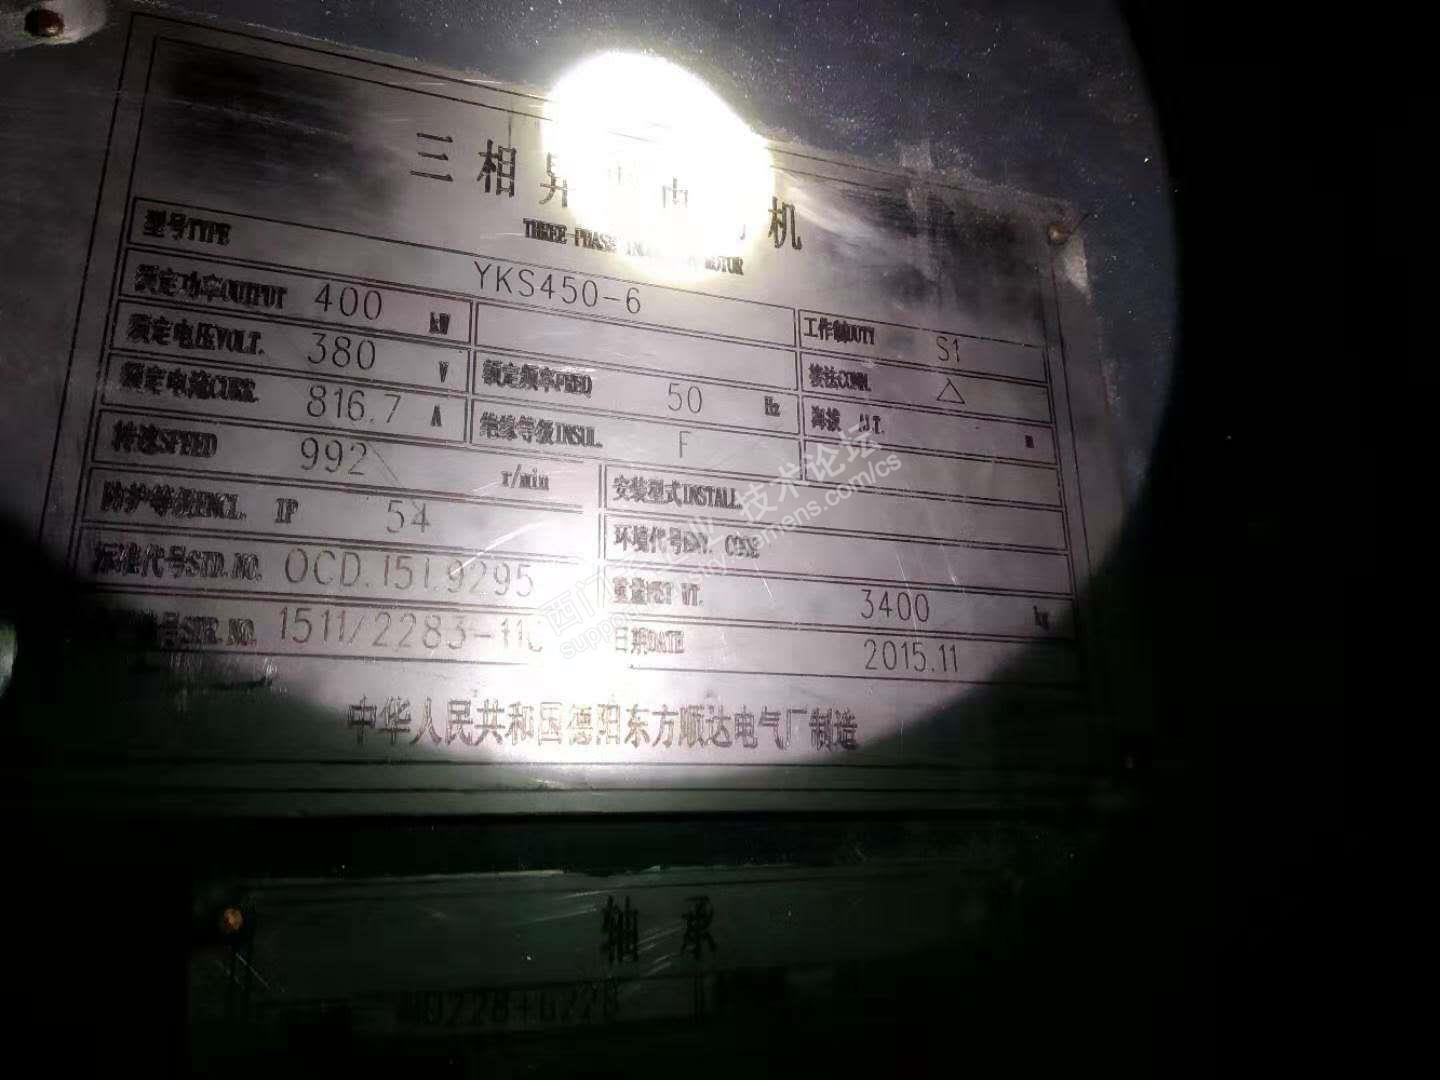 三相异 机
THREE-PHASE MOTOR
型号TYPE YKS450-6
额定功率OUTPUT 400 kW 工作制DUTY S1
额定电压VOLT. 380 V 额定频率FREQ 50 Hz 接法CONN. △
额定电流CURR. 816.7 A 绝缘等级INSUL. F 海拔 m
转速SPEED 992 r/min 安装型式INSTALL.
防护等级ENCL. IP 54 环境代号ENV. CODE
标准代号STD.NO. OCD.151.9295 WT. 3400 kg
号SER.NO. 1511/2283-11 日期DATE 2015.11
中华人民共和国德阳东方顺达电气厂制造
轴承